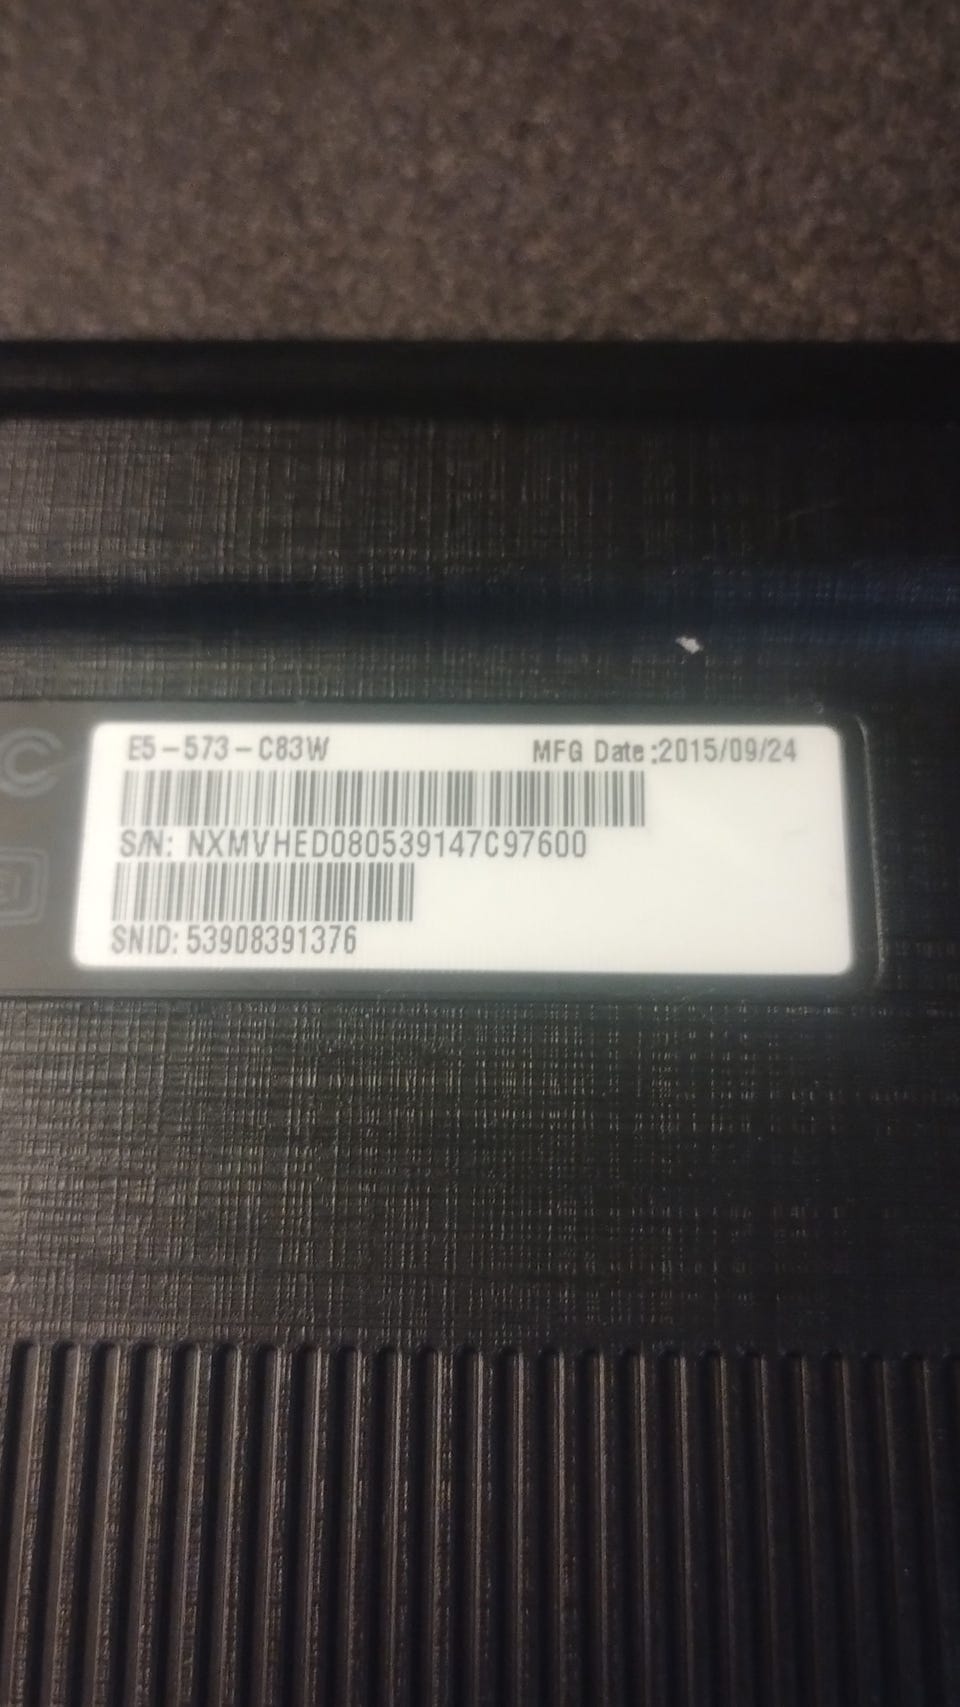 E5-573-C83W
MFG Date:2015/09/24
S/N: NXMVHED080539147C97600
SNID: 53908391376